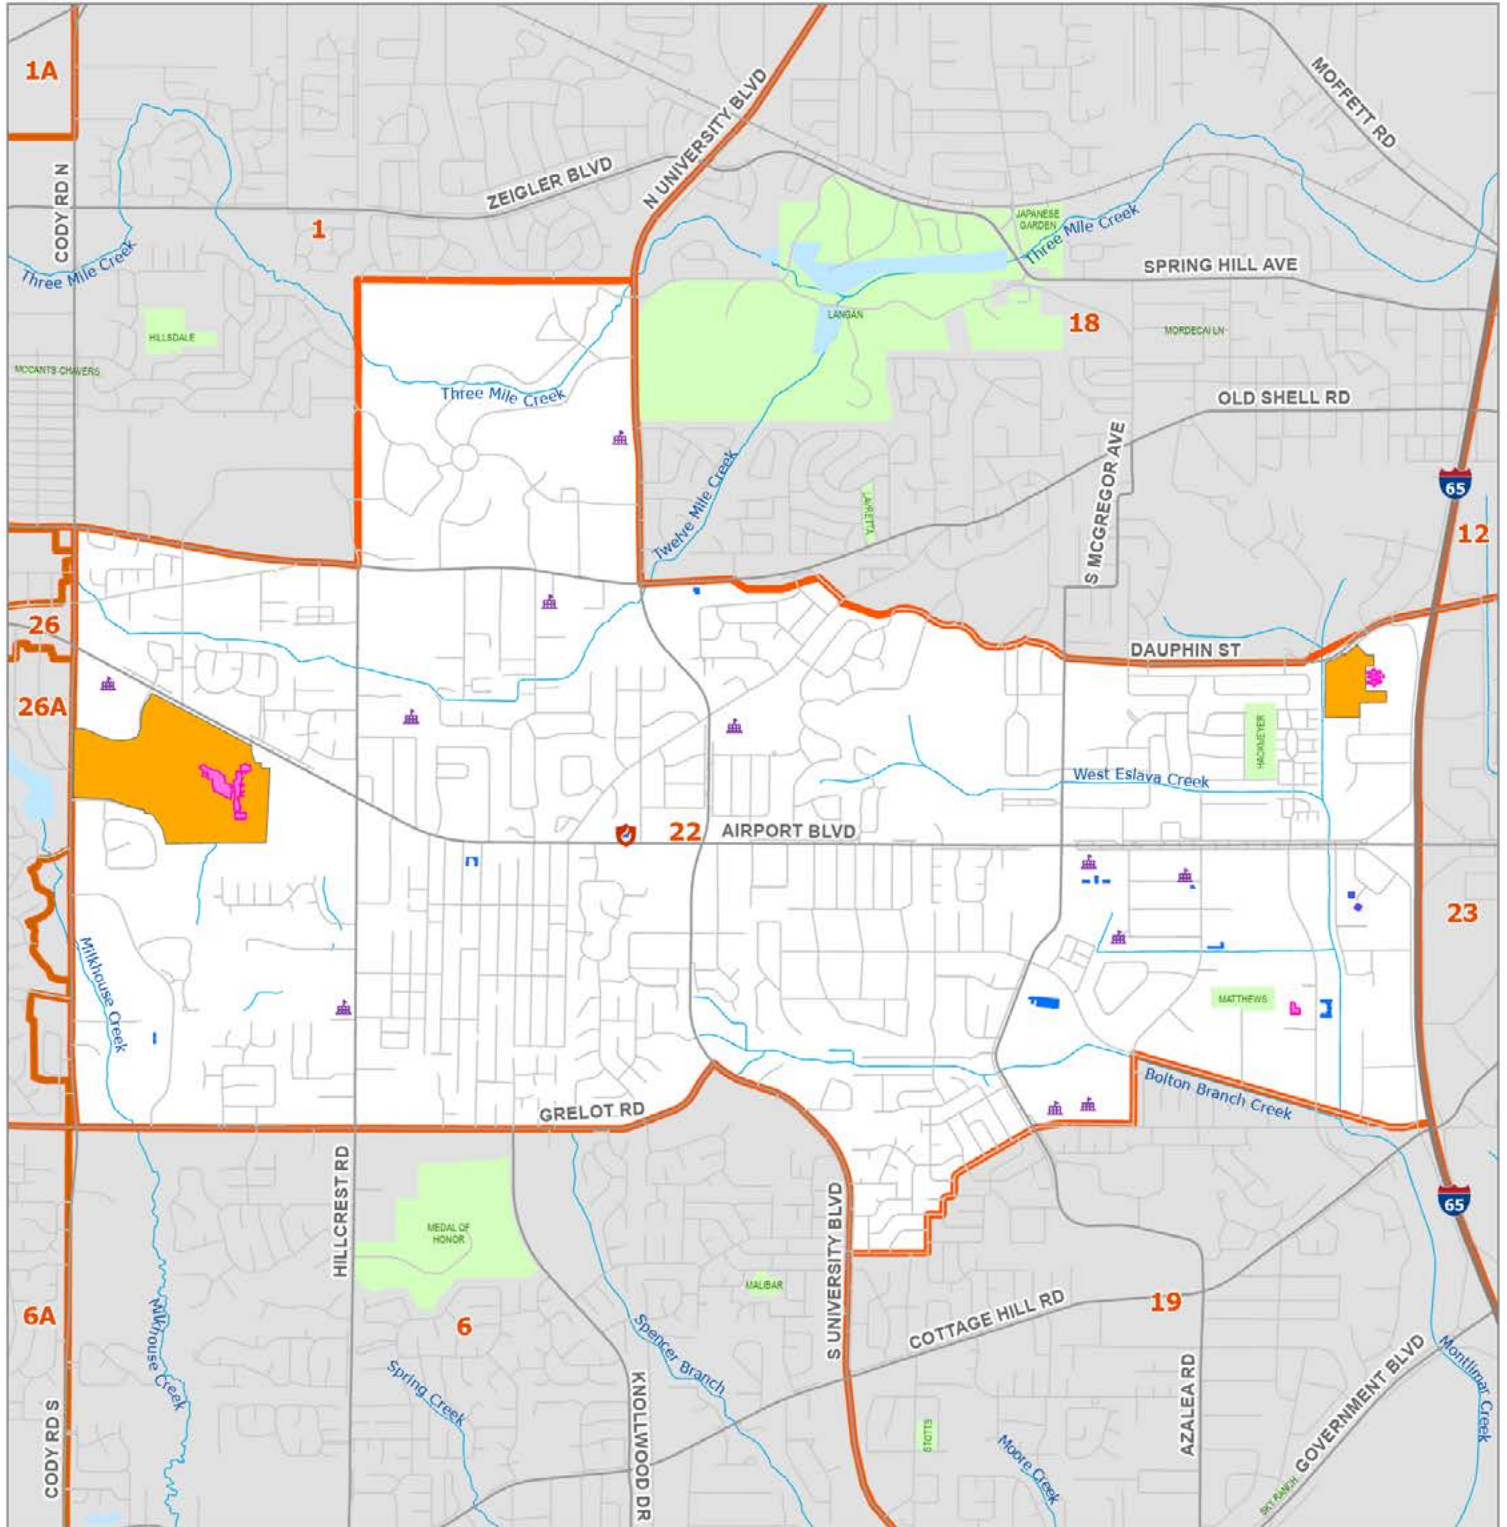 1A
MOFFETT RD
N UNIVERSITY BLVD
ZEIGLER BLVD
CODY RD N
1
JAPANESE
GARDEN
Three Mile Creek
Three Mile Creek
SPRING HILL AVE
HILLSDALE
LANGAN
18
MORDECAI LN
MCCANTS-CHAVERS
Three Mile Creek
OLD SHELL RD
S MCGREGOR AVE
65
Twelve Mile Creek
LAVRETTA
12
26
DAUPHIN ST
26A
HACKMEYER
West Eslava Creek
22
AIRPORT BLVD
23
Milkhouse Creek
MATTHEWS
Bolton Branch Creek
GRELOT RD
HILLCREST RD
S UNIVERSITY BLVD
65
MEDAL OF
HONOR
MALIBAR
6A
6
19
COTTAGE HILL RD
Milkhouse Creek
Spencer Branch
Spring Creek
KNOLLWOOD DR
AZALEA RD
GOVERNMENT BLVD
Montlimar Creek
CODY RD S
STOTTS
Moore Creek
SKY RANCH